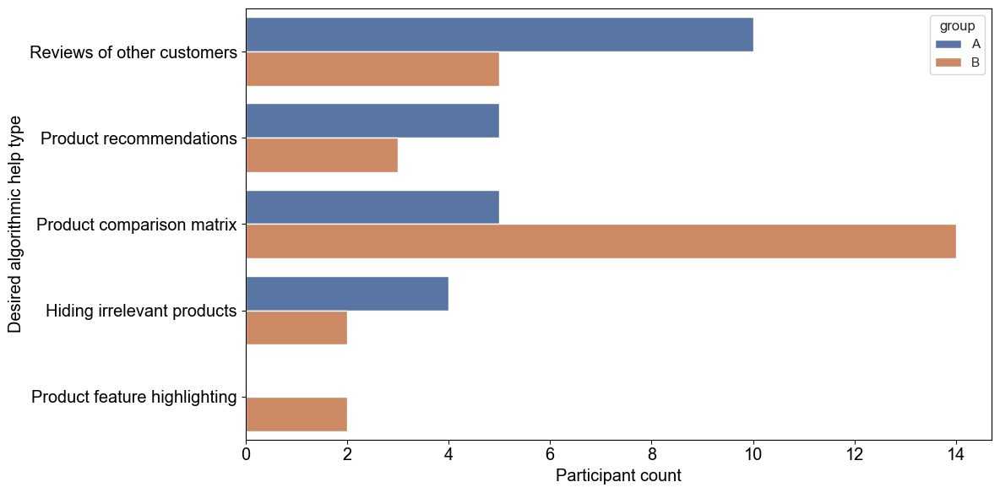 Desired algorithmic help type
Reviews of other customers
Product recommendations
Product comparison matrix
Hiding irrelevant products
Product feature highlighting
group
A
B
0 2 4 6 8 10 12 14
Participant count